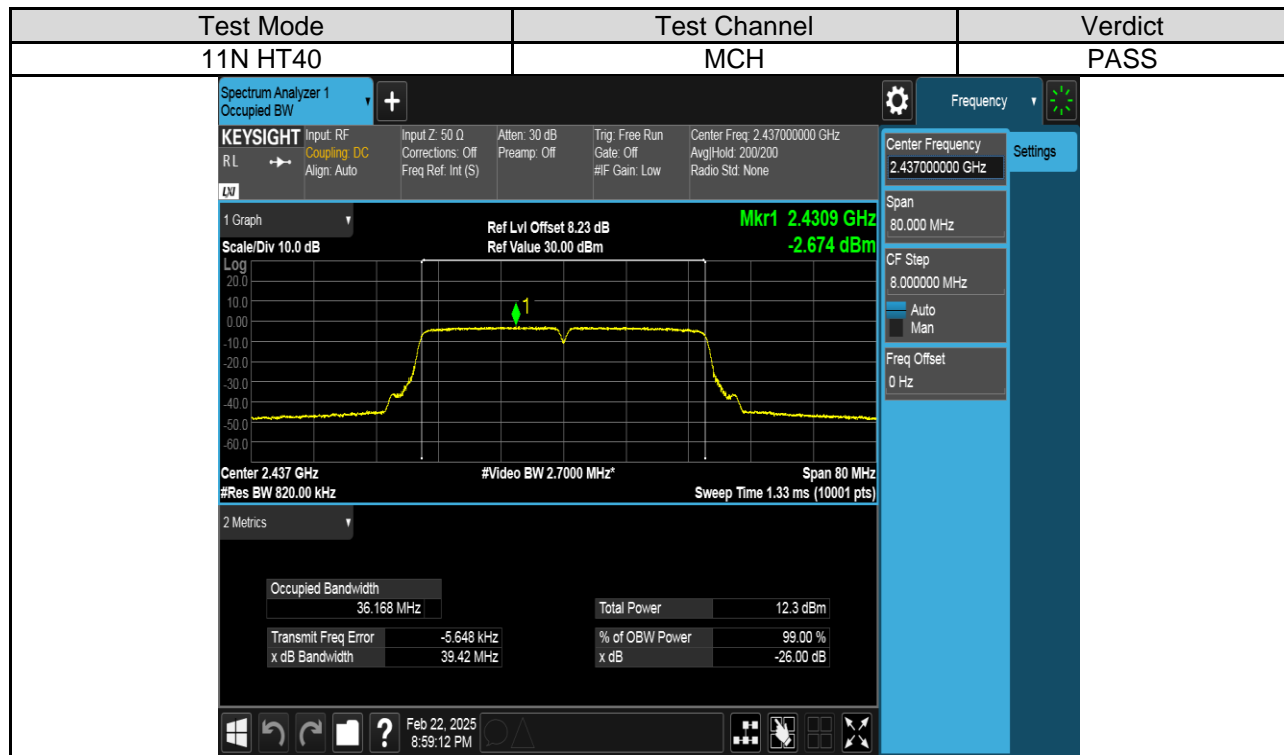 Test Mode Test Channel Verdict
11N HT40 MCH PASS
Spectrum Analyzer 1
Occupied BW
+
Frequency
KEYSIGHT Input: RF Input Z: 50 Ω Atten: 30 dB Trig: Free Run Center Freq: 2.437000000 GHz
RL Coupling: DC Corrections: Off Preamp: Off Gate: Off Avg|Hold: 200/200
Align: Auto Freq Ref: Int (S) #IF Gain: Low Radio Std: None
LXI
Center Frequency
2.437000000 GHz
Settings
Span
80.000 MHz
CF Step
8.000000 MHz
Auto
Man
Freq Offset
0 Hz
1 Graph Ref Lvl Offset 8.23 dB Mkr1 2.4309 GHz
Scale/Div 10.0 dB Ref Value 30.00 dBm -2.674 dBm
Log
20.0
10.0
1
0.00
-10.0
-20.0
-30.0
-40.0
-50.0
-60.0
Center 2.437 GHz #Video BW 2.7000 MHz* Span 80 MHz
#Res BW 820.00 kHz Sweep Time 1.33 ms (10001 pts)
2 Metrics
Occupied Bandwidth
36.168 MHz Total Power 12.3 dBm
Transmit Freq Error -5.648 kHz % of OBW Power 99.00 %
x dB Bandwidth 39.42 MHz x dB -26.00 dB
? Feb 22, 2025
8:59:12 PM